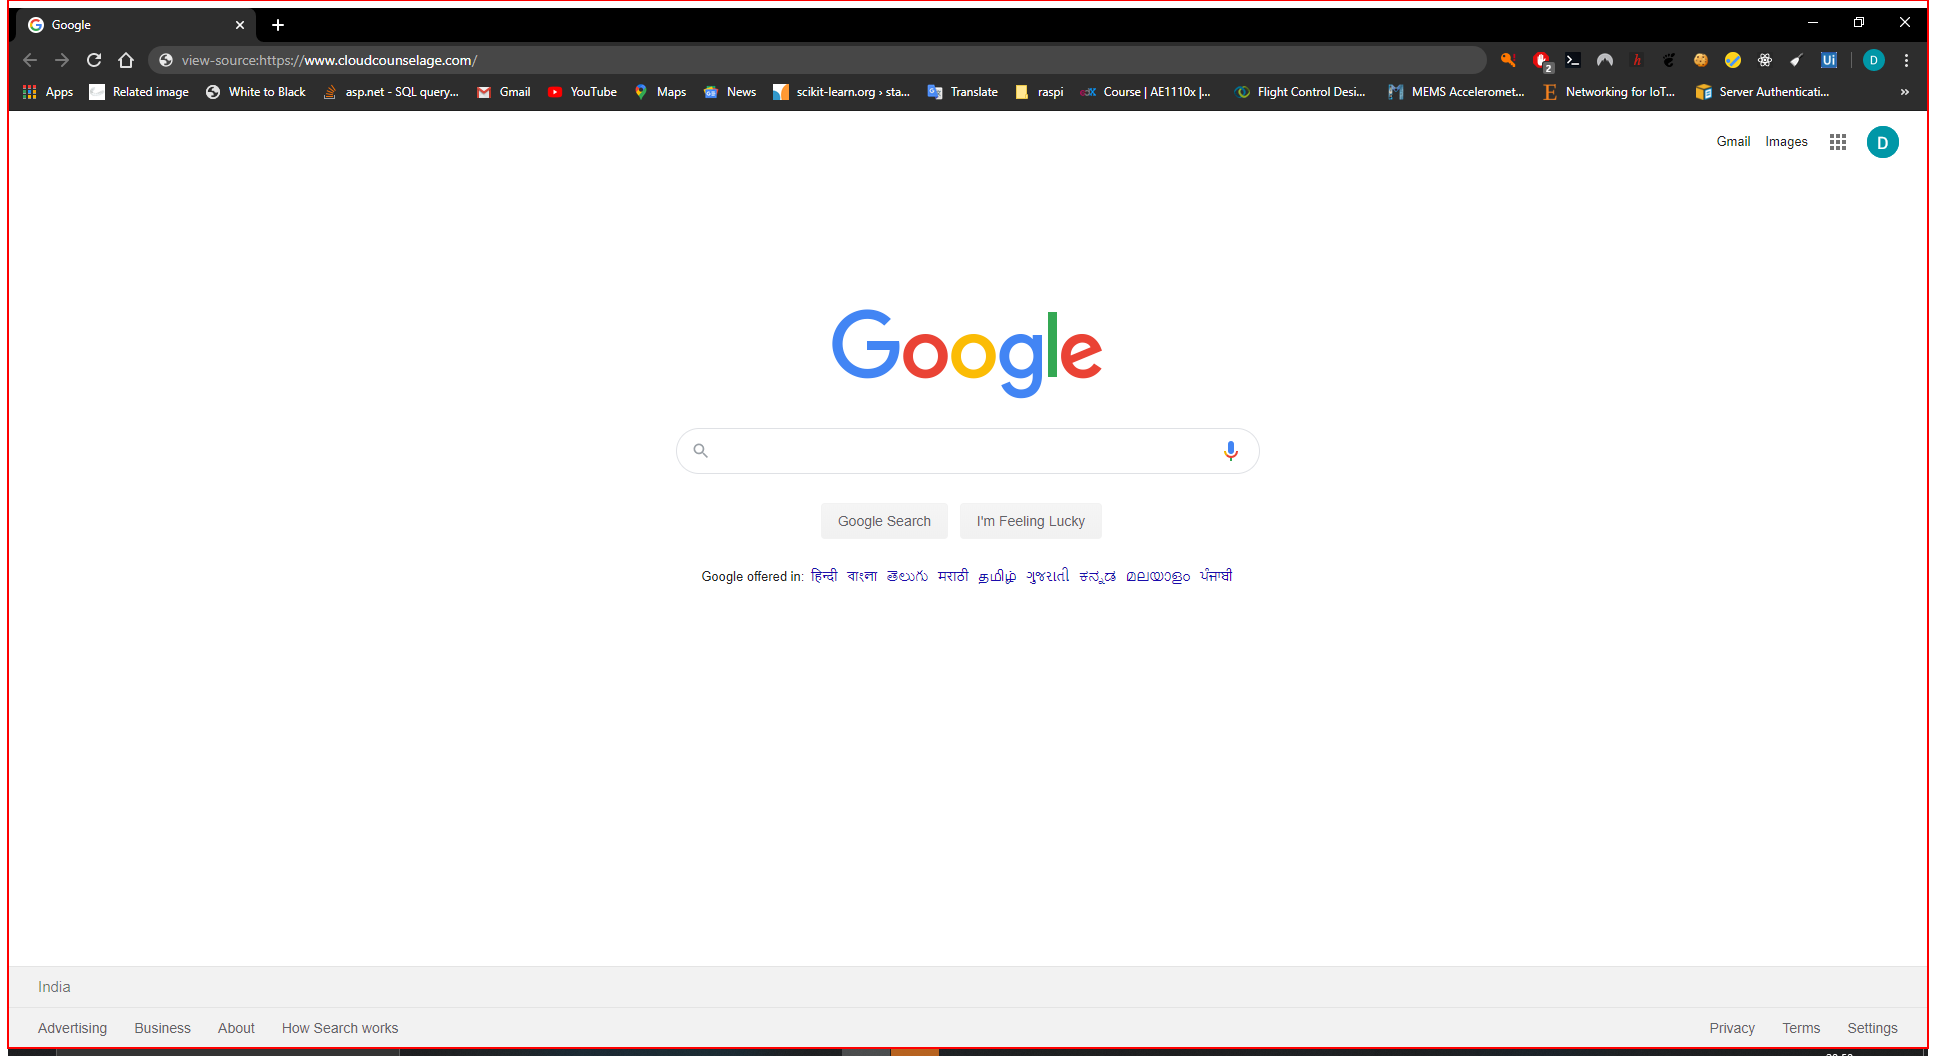 Google
view-source:https://www.cloudcounselage.com/
2
Ui
D
Apps Related image White to Black asp.net - SQL query... Gmail YouTube Maps News scikit-learn.org › sta... Translate raspi Course | AE1110x |... Flight Control Desi... MEMS Acceleromet... Networking for IoT... Server Authenticati... »
Gmail Images D
Google
Google Search I'm Feeling Lucky
Google offered in: हिन्दी বাংলা తెలుగు मराठी தமிழ் ગુજરાતી ಕನ್ನಡ മലയാളം ਪੰਜਾਬੀ
India
Advertising Business About How Search works Privacy Terms Settings